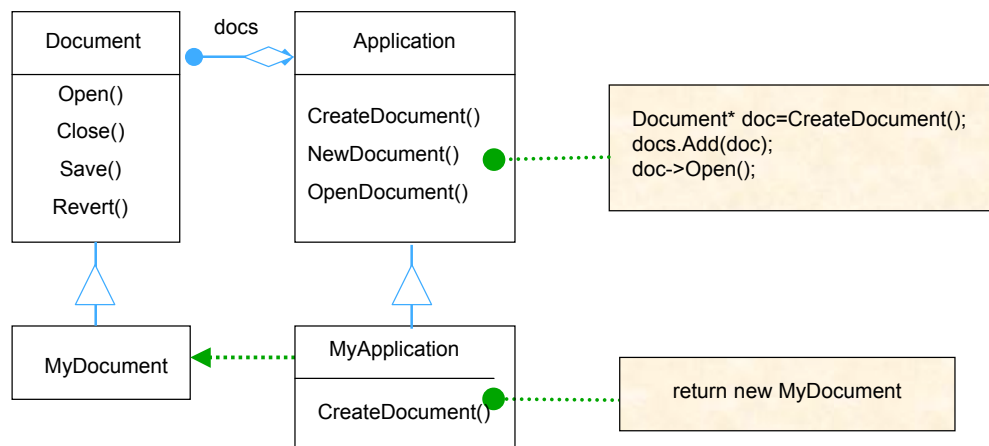 Document
docs
Application
Open()
Close()
Save()
Revert()
CreateDocument()
NewDocument()
OpenDocument()
Document* doc=CreateDocument();
docs.Add(doc);
doc->Open();
MyDocument
MyApplication
CreateDocument()
return new MyDocument